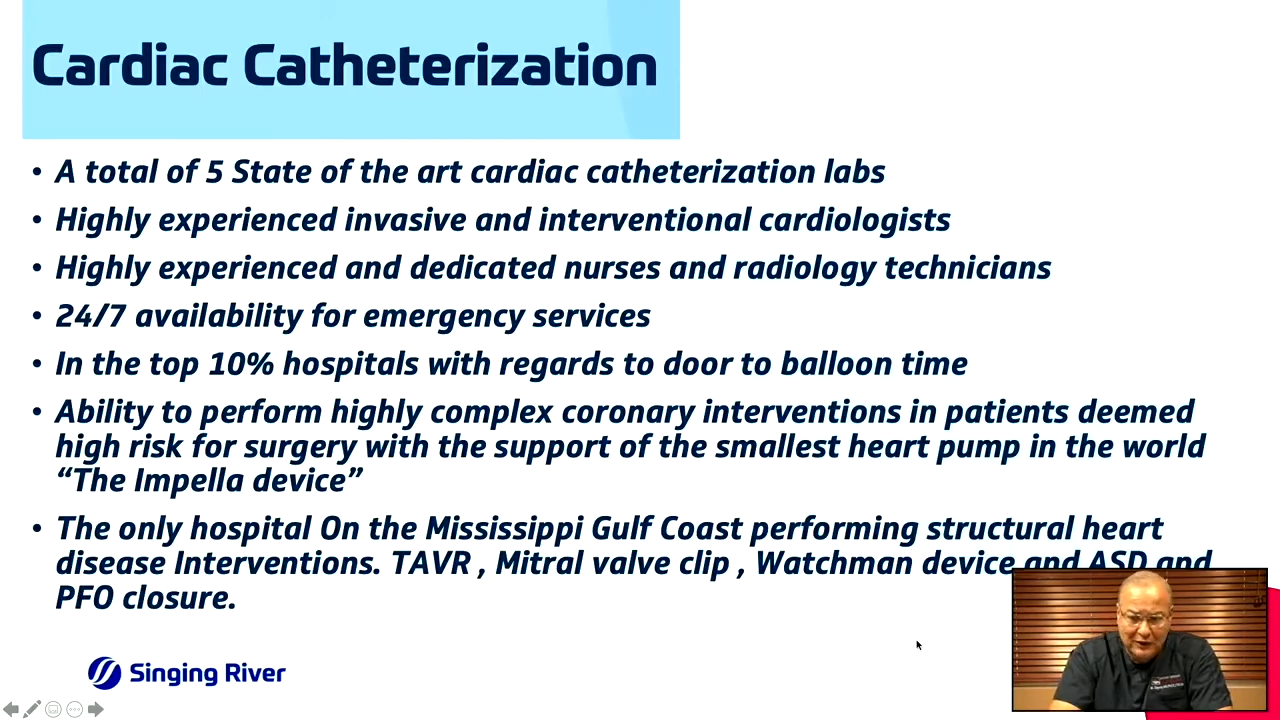 Cardiac Catheterization
• A total of 5 State of the art cardiac catheterization labs
• Highly experienced invasive and interventional cardiologists
• Highly experienced and dedicated nurses and radiology technicians
• 24/7 availability for emergency services
• In the top 10% hospitals with regards to door to balloon time
• Ability to perform highly complex coronary interventions in patients deemed
high risk for surgery with the support of the smallest heart pump in the world
“The Impella device”
• The only hospital On the Mississippi Gulf Coast performing structural heart
disease Interventions. TAVR , Mitral valve clip , Watchman device and ASD and
PFO closure.
Singing River